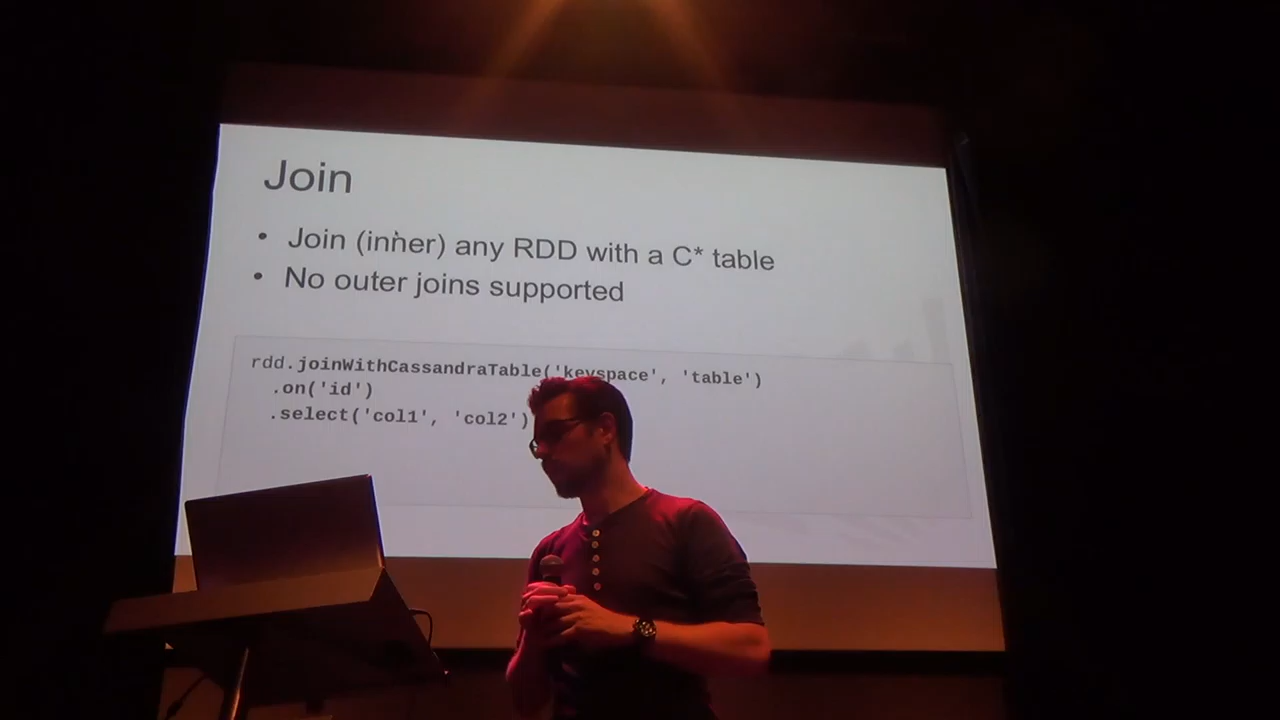 Join
• Join (inner) any RDD with a C* table
• No outer joins supported
rdd.joinWithCassandraTable('keyspace', 'table')
.on('id')
.select('col1', 'col2')